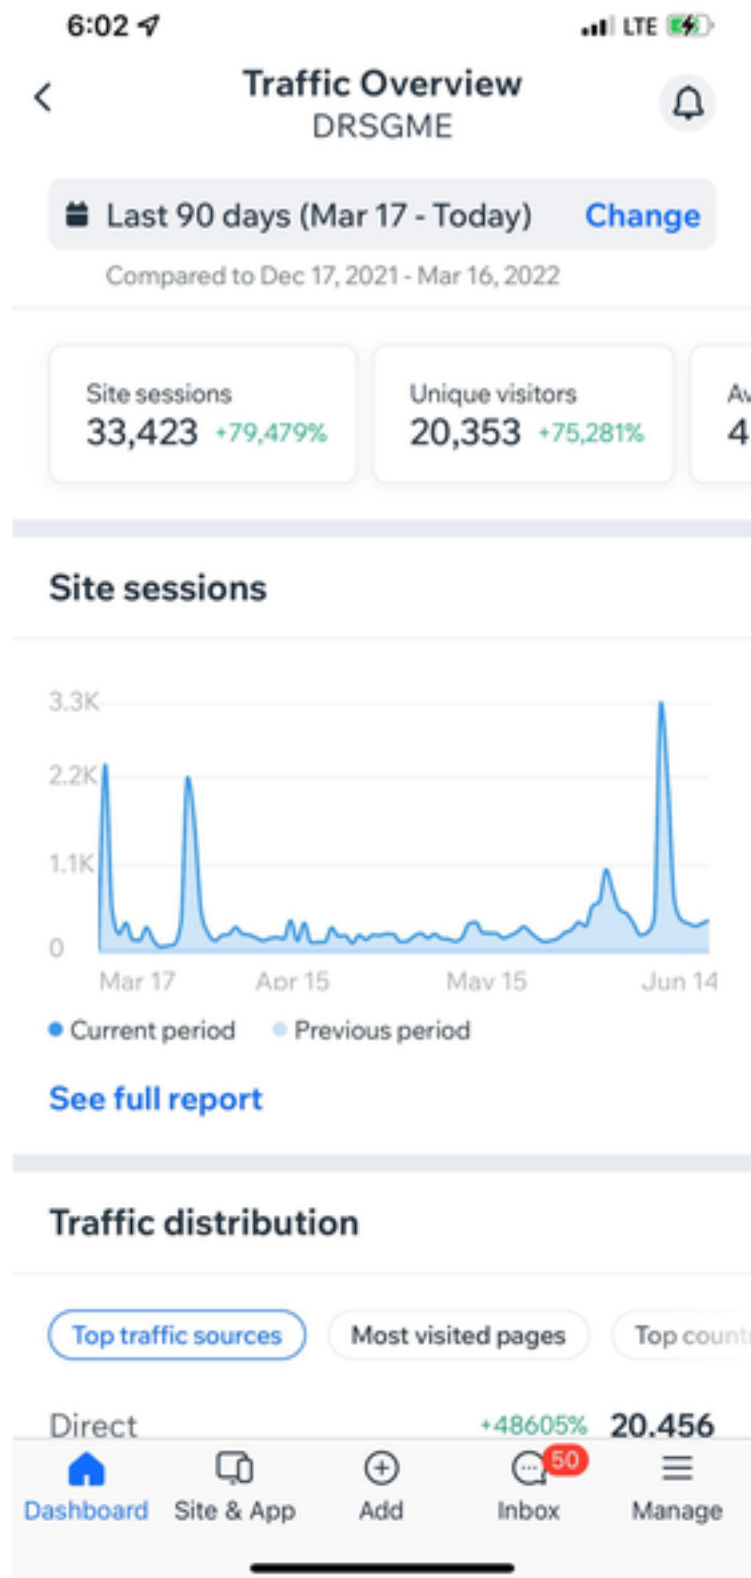 6:02 LTE
Traffic Overview
DRSGME
Last 90 days (Mar 17 - Today) Change
Compared to Dec 17, 2021 - Mar 16, 2022
Site sessions Unique visitors Av
33,423 +79,479% 20,353 +75,281% 4
Site sessions
3.3K
2.2K
1.1K
0
Mar 17 Apr 15 May 15 Jun 14
Current period Previous period
See full report
Traffic distribution
Top traffic sources Most visited pages Top count
Direct +48605% 20,456
50
Dashboard Site & App Add Inbox Manage